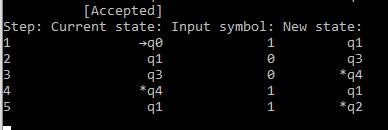 [Accepted]
Step: Current state: Input symbol: New state:
1 →q0 1 q1
2 q1 0 q3
3 q3 0 *q4
4 *q4 1 q1
5 q1 1 *q2